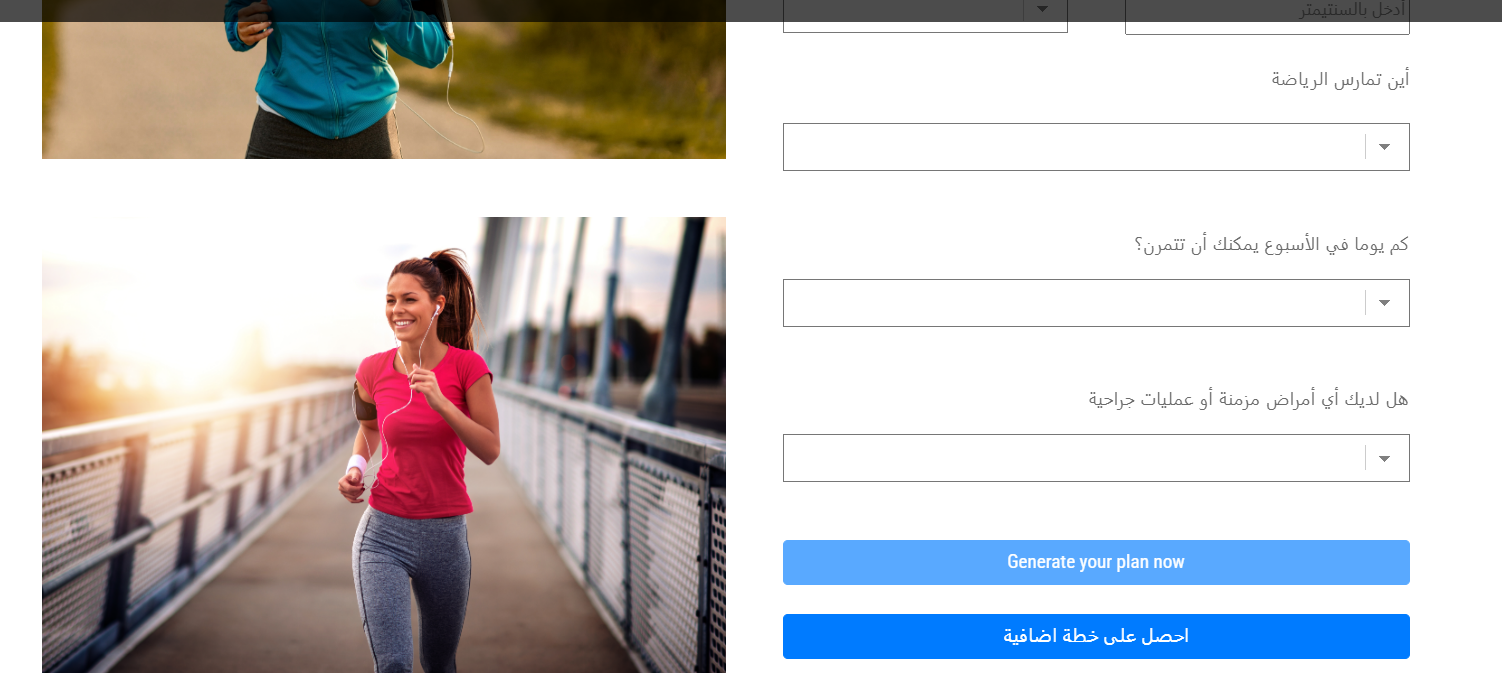 أدخل بالسنتيمتر
أين تمارس الرياضة
كم يوما في الأسبوع يمكنك أن تتمرن؟
هل لديك أي أمراض مزمنة أو عمليات جراحية
Generate your plan now
احصل على خطة اضافية